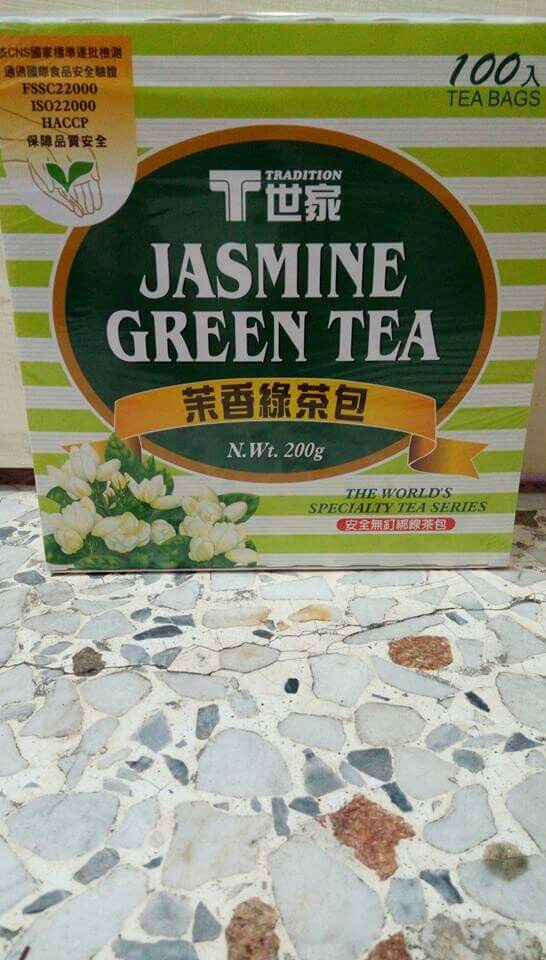 依CNS國家標準逐批檢測
通過國際食品安全驗證
FSSC22000
ISO22000
HACCP
保障品質安全
100入
TEA BAGS
TRADITION
T世家
JASMINE
GREEN TEA
茉香綠茶包
N.Wt. 200g
THE WORLD'S
SPECIALTY TEA SERIES
安全無釘綁線茶包